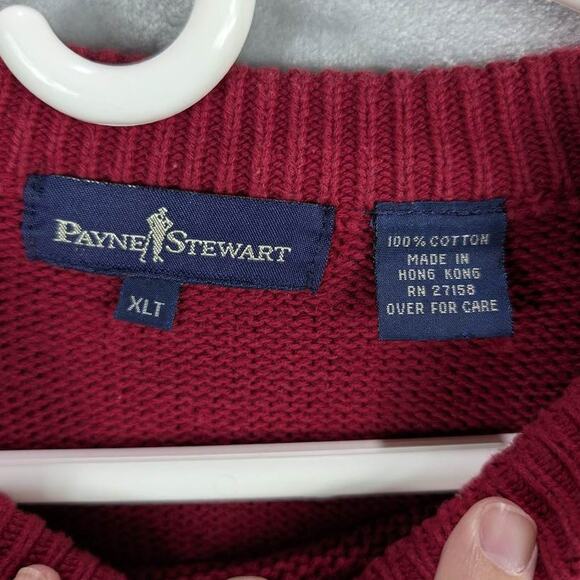 PAYNE STEWART
XLT
100% COTTON
MADE IN
HONG KONG
RN 27158
OVER FOR CARE